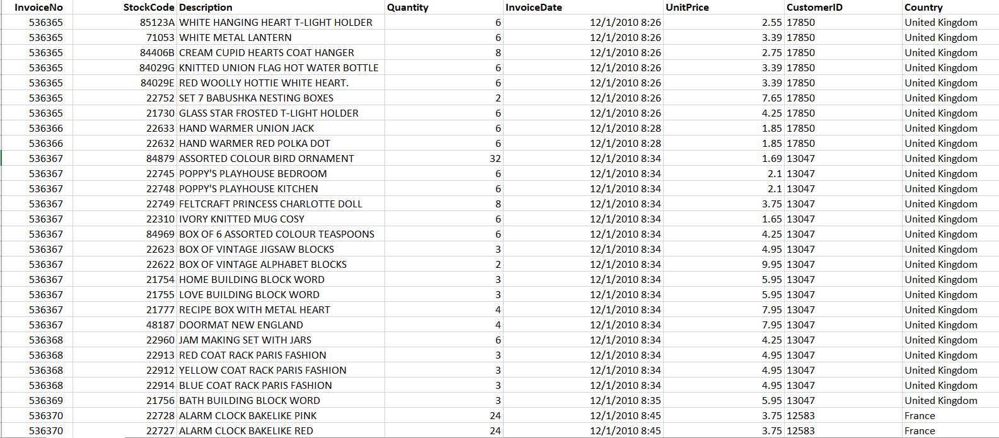 InvoiceNo StockCode Description Quantity InvoiceDate UnitPrice CustomerID Country
536365 85123A WHITE HANGING HEART T-LIGHT HOLDER 6 12/1/2010 8:26 2.55 17850 United Kingdom
536365 71053 WHITE METAL LANTERN 6 12/1/2010 8:26 3.39 17850 United Kingdom
536365 84406B CREAM CUPID HEARTS COAT HANGER 8 12/1/2010 8:26 2.75 17850 United Kingdom
536365 84029G KNITTED UNION FLAG HOT WATER BOTTLE 6 12/1/2010 8:26 3.39 17850 United Kingdom
536365 84029E RED WOOLLY HOTTIE WHITE HEART. 6 12/1/2010 8:26 3.39 17850 United Kingdom
536365 22752 SET 7 BABUSHKA NESTING BOXES 2 12/1/2010 8:26 7.65 17850 United Kingdom
536365 21730 GLASS STAR FROSTED T-LIGHT HOLDER 6 12/1/2010 8:26 4.25 17850 United Kingdom
536366 22633 HAND WARMER UNION JACK 6 12/1/2010 8:28 1.85 17850 United Kingdom
536366 22632 HAND WARMER RED POLKA DOT 6 12/1/2010 8:28 1.85 17850 United Kingdom
536367 84879 ASSORTED COLOUR BIRD ORNAMENT 32 12/1/2010 8:34 1.69 13047 United Kingdom
536367 22745 POPPY'S PLAYHOUSE BEDROOM 6 12/1/2010 8:34 2.1 13047 United Kingdom
536367 22748 POPPY'S PLAYHOUSE KITCHEN 6 12/1/2010 8:34 2.1 13047 United Kingdom
536367 22749 FELTCRAFT PRINCESS CHARLOTTE DOLL 8 12/1/2010 8:34 3.75 13047 United Kingdom
536367 22310 IVORY KNITTED MUG COSY 6 12/1/2010 8:34 1.65 13047 United Kingdom
536367 84969 BOX OF 6 ASSORTED COLOUR TEASPOONS 6 12/1/2010 8:34 4.25 13047 United Kingdom
536367 22623 BOX OF VINTAGE JIGSAW BLOCKS 3 12/1/2010 8:34 4.95 13047 United Kingdom
536367 22622 BOX OF VINTAGE ALPHABET BLOCKS 2 12/1/2010 8:34 9.95 13047 United Kingdom
536367 21754 HOME BUILDING BLOCK WORD 3 12/1/2010 8:34 5.95 13047 United Kingdom
536367 21755 LOVE BUILDING BLOCK WORD 3 12/1/2010 8:34 5.95 13047 United Kingdom
536367 21777 RECIPE BOX WITH METAL HEART 4 12/1/2010 8:34 7.95 13047 United Kingdom
536367 48187 DOORMAT NEW ENGLAND 4 12/1/2010 8:34 7.95 13047 United Kingdom
536368 22960 JAM MAKING SET WITH JARS 6 12/1/2010 8:34 4.25 13047 United Kingdom
536368 22913 RED COAT RACK PARIS FASHION 3 12/1/2010 8:34 4.95 13047 United Kingdom
536368 22912 YELLOW COAT RACK PARIS FASHION 3 12/1/2010 8:34 4.95 13047 United Kingdom
536368 22914 BLUE COAT RACK PARIS FASHION 3 12/1/2010 8:34 4.95 13047 United Kingdom
536369 21756 BATH BUILDING BLOCK WORD 3 12/1/2010 8:35 5.95 13047 United Kingdom
536370 22728 ALARM CLOCK BAKELIKE PINK 24 12/1/2010 8:45 3.75 12583 France
536370 22727 ALARM CLOCK BAKELIKE RED 24 12/1/2010 8:45 3.75 12583 France